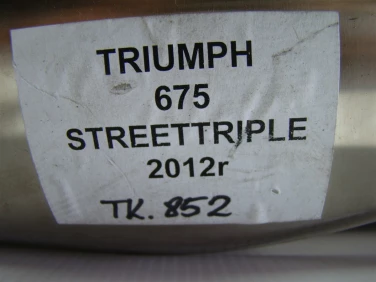 TRIUMPH
675
STREETTRIPLE
2012r
TK.852